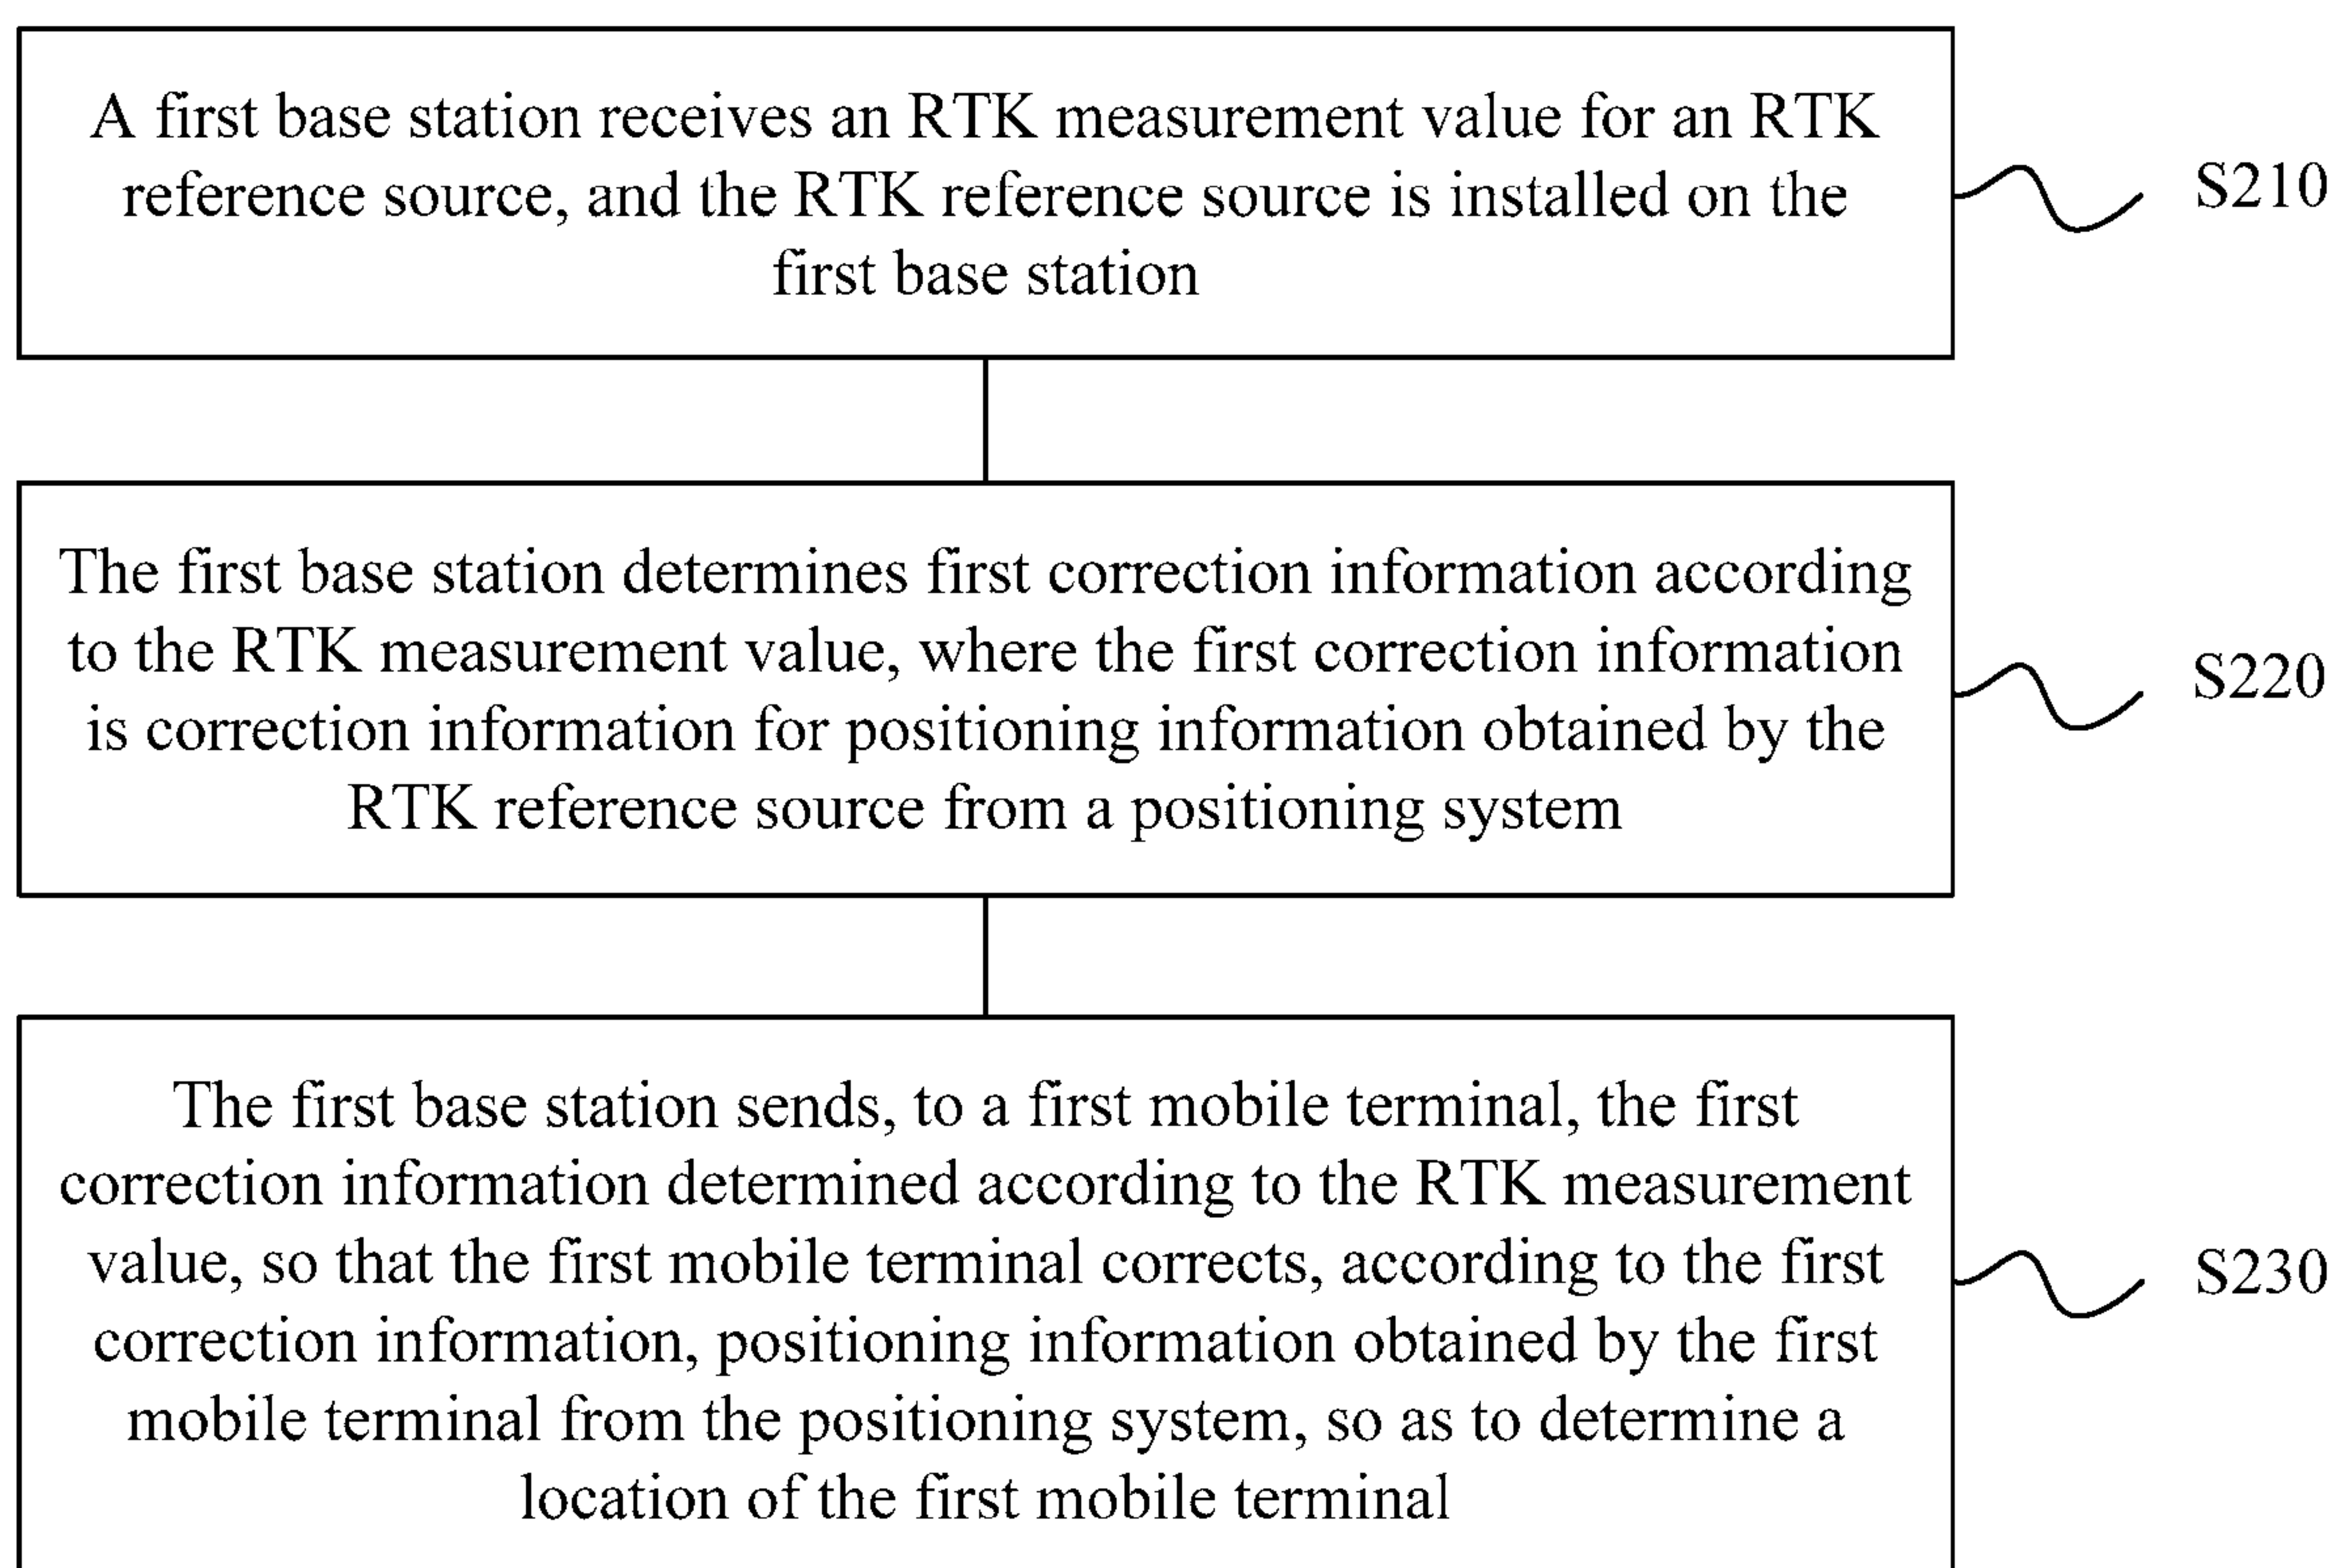 A first base station receives an RTK measurement value for an RTK
reference source, and the RTK reference source is installed on the
first base station
S210
The first base station determines first correction information according
to the RTK measurement value, where the first correction information
is correction information for positioning information obtained by the
RTK reference source from a positioning system
S220
The first base station sends, to a first mobile terminal, the first
correction information determined according to the RTK measurement
value, so that the first mobile terminal corrects, according to the first
correction information, positioning information obtained by the first
mobile terminal from the positioning system, so as to determine a
location of the first mobile terminal
S230